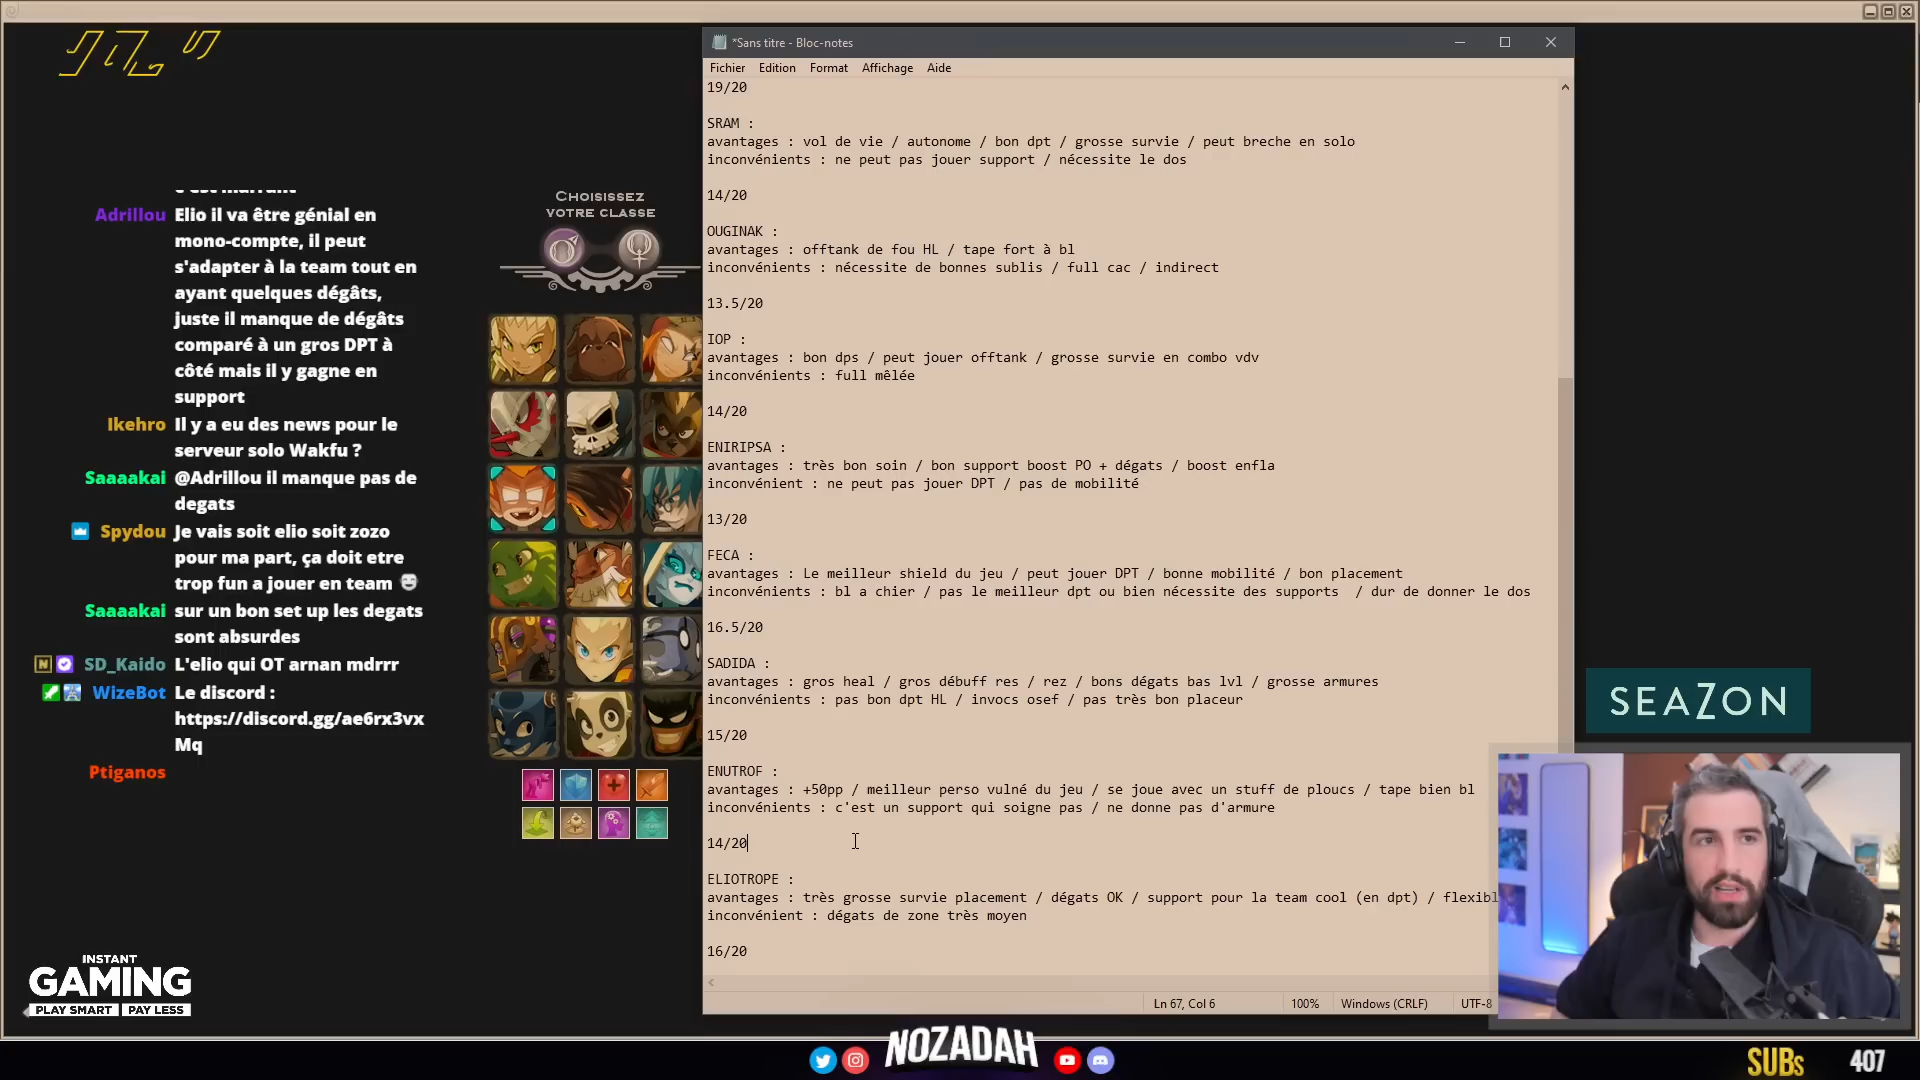 *Sans titre - Bloc-notes
Fichier Edition Format Affichage Aide
19/20
SRAM :
avantages : vol de vie / autonome / bon dpt / grosse survie / peut breche en solo
inconvénients : ne peut pas jouer support / nécessite le dos
14/20
OUGINAK :
avantages : offtank de fou HL / tape fort à bl
inconvénients : nécessite de bonnes sublis / full cac / indirect
13.5/20
IOP :
avantages : bon dps / peut jouer offtank / grosse survie en combo vdv
inconvénients : full mêlée
14/20
ENIRIPSA :
avantages : très bon soin / bon support boost PO + dégats / boost enfla
inconvénient : ne peut pas jouer DPT / pas de mobilité
13/20
FECA :
avantages : Le meilleur shield du jeu / peut jouer DPT / bonne mobilité / bon placement
inconvénients : bl a chier / pas le meilleur dpt ou bien nécessite des supports / dur de donner le dos
16.5/20
SADIDA :
avantages : gros heal / gros débuff res / rez / bons dégats bas lvl / grosse armures
inconvénients : pas bon dpt HL / invocs osef / pas très bon placeur
15/20
ENUTROF :
avantages : +50pp / meilleur perso vulné du jeu / se joue avec un stuff de ploucs / tape bien bl
inconvénients : c'est un support qui soigne pas / ne donne pas d'armure
14/20
ELIOTROPE :
avantages : très grosse survie placement / dégats OK / support pour la team cool (en dpt) / flexibl
inconvénient : dégats de zone très moyen
16/20
Ln 67, Col 6 100% Windows (CRLF) UTF-8
CHOISISSEZ
VOTRE CLASSE
c'est marrant
Adrillou Elio il va être génial en
mono-compte, il peut
s'adapter à la team tout en
ayant quelques dégâts,
juste il manque de dégâts
comparé à un gros DPT à
côté mais il y gagne en
support
Ikehro Il y a eu des news pour le
serveur solo Wakfu ?
Saaaakai @Adrillou il manque pas de
degats
Spydou Je vais soit elio soit zozo
pour ma part, ça doit etre
trop fun a jouer en team
Saaaakai sur un bon set up les degats
sont absurdes
N SD_Kaido L'elio qui OT arnan mdrrr
WizeBot Le discord :
https://discord.gg/ae6rx3vx
Mq
Ptiganos
INSTANT
GAMING
PLAY SMART PAY LESS
SEAZON
NOZADAH
SUBs 407